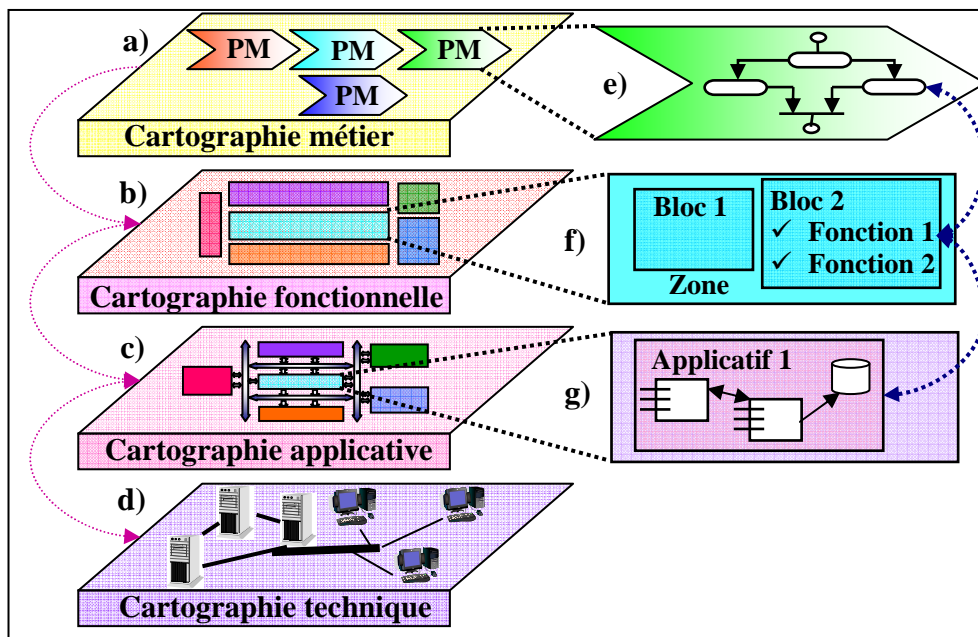 a)
PM
PM
PM
PM
Cartographie métier
e)
b)
Cartographie fonctionnelle
f)
Bloc 1
Zone
Bloc 2
✓ Fonction 1
✓ Fonction 2
c)
Cartographie applicative
g)
Applicatif 1
d)
Cartographie technique